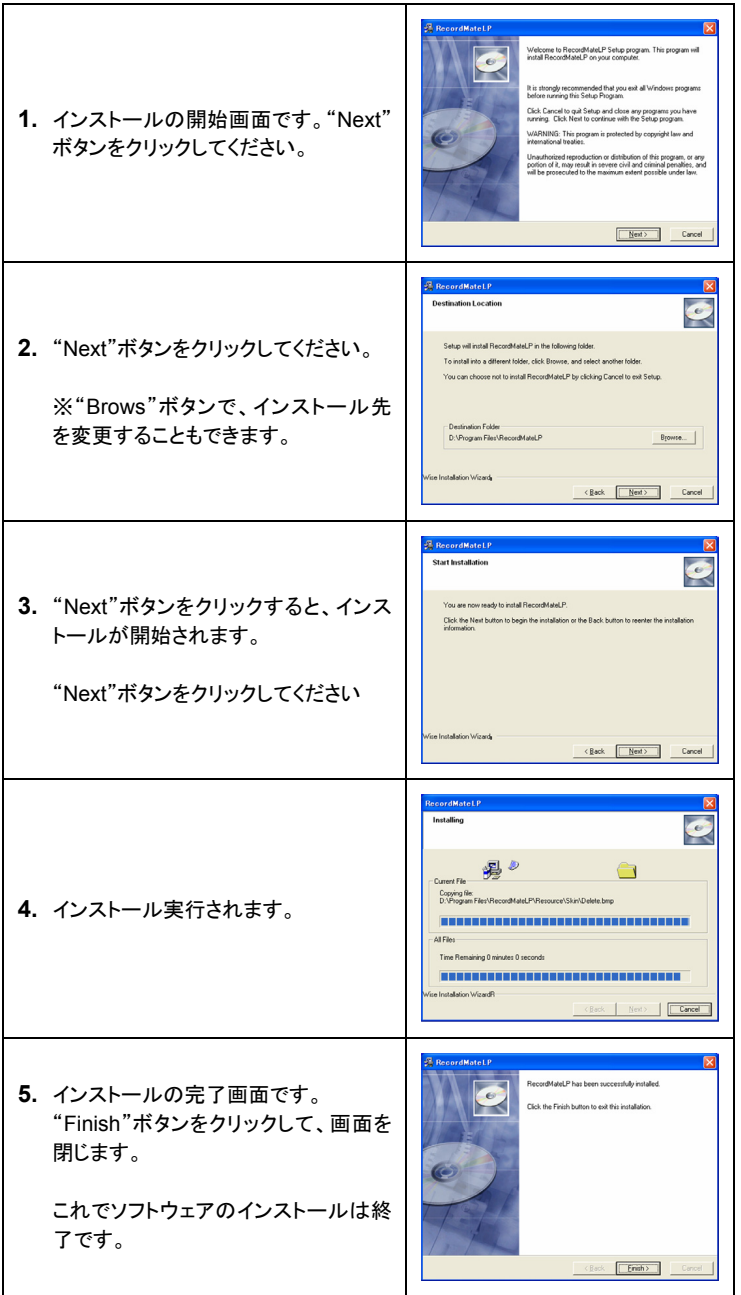 1. インストールの開始画面です。“Next”
ボタンをクリックしてください。
RecordMateLP
Welcome to RecordMateLP Setup program. This program will
install RecordMateLP on your computer.
It is strongly recommended that you exit all Windows programs
before running this Setup Program.
Click Cancel to quit Setup and close any programs you have
running. Click Next to continue with the Setup program.
WARNING: This program is protected by copyright law and
international treaties.
Unauthorized reproduction or distribution of this program, or any
portion of it, may result in severe civil and criminal penalties, and
will be prosecuted to the maximum extent possible under law.
Next > Cancel
2. “Next”ボタンをクリックしてください。
※“Brows”ボタンで、インストール先
を変更することもできます。
RecordMateLP
Destination Location
Setup will install RecordMateLP in the following folder.
To install into a different folder, click Browse, and select another folder.
You can choose not to install RecordMateLP by clicking Cancel to exit Setup.
Destination Folder
D:\Program Files\RecordMateLP Browse...
Wise Installation Wizard
< Back Next > Cancel
3. “Next”ボタンをクリックすると、インス
トールが開始されます。
“Next”ボタンをクリックしてください
RecordMateLP
Start Installation
You are now ready to install RecordMateLP.
Click the Next button to begin the installation or the Back button to reenter the installation
information.
Wise Installation Wizard
< Back Next > Cancel
4. インストール実行されます。
RecordMateLP
Installing
Current File
Copying file:
D:\Program Files\RecordMateLP\Resource\Skin\Delete.bmp
All Files
Time Remaining 0 minutes 0 seconds
Wise Installation WizardR
< Back Next > Cancel
5. インストールの完了画面です。
“Finish”ボタンをクリックして、画面を
閉じます。
これでソフトウェアのインストールは終
了です。
RecordMateLP
RecordMateLP has been successfully installed.
Click the Finish button to exit this installation.
< Back Finish > Cancel